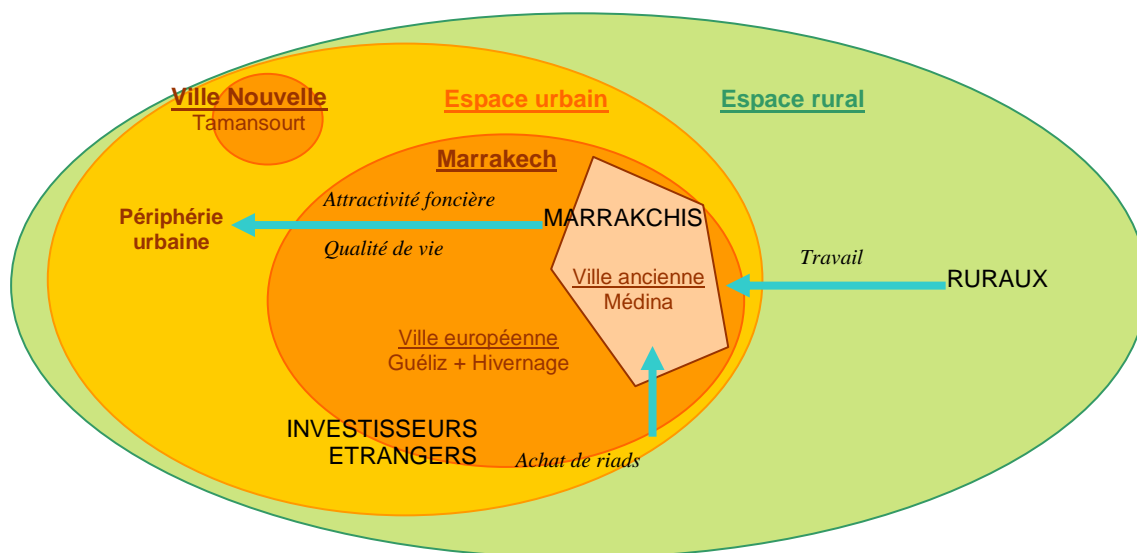 Ville Nouvelle
Tamansourt
Espace urbain
Espace rural
Marrakech
Attractivité foncière
Périphérie
urbaine
MARRAKCHIS
Qualité de vie
Travail
RURAUX
Ville ancienne
Médina
Ville européenne
Guéliz + Hivernage
INVESTISSEURS
ETRANGERS
Achat de riads